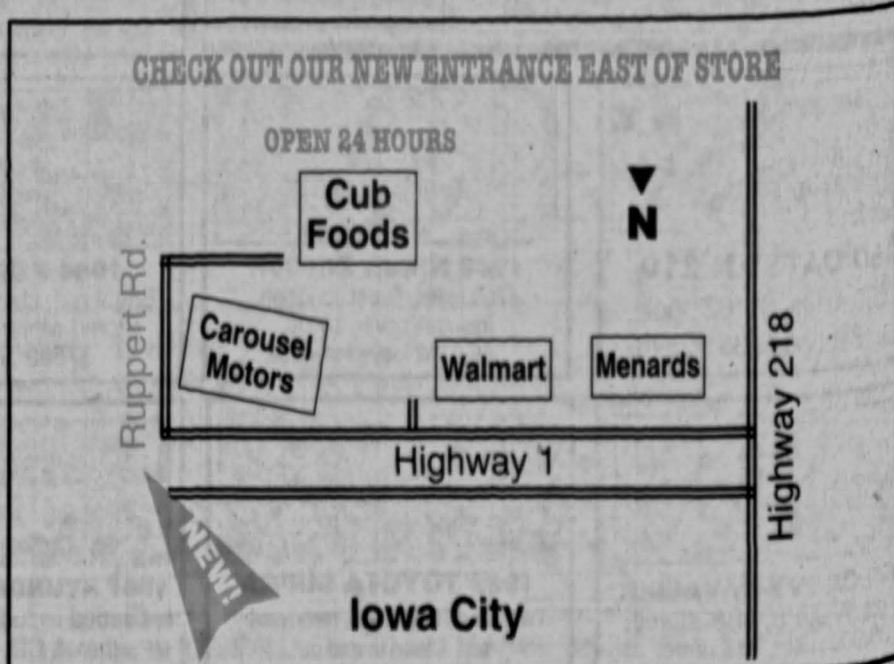 CHECK OUT OUR NEW ENTRANCE EAST OF STORE
OPEN 24 HOURS
Cub
Foods
N
Ruppert Rd.
Carousel
Motors
Walmart
Menards
Highway 218
Highway 1
NEW!
Iowa City